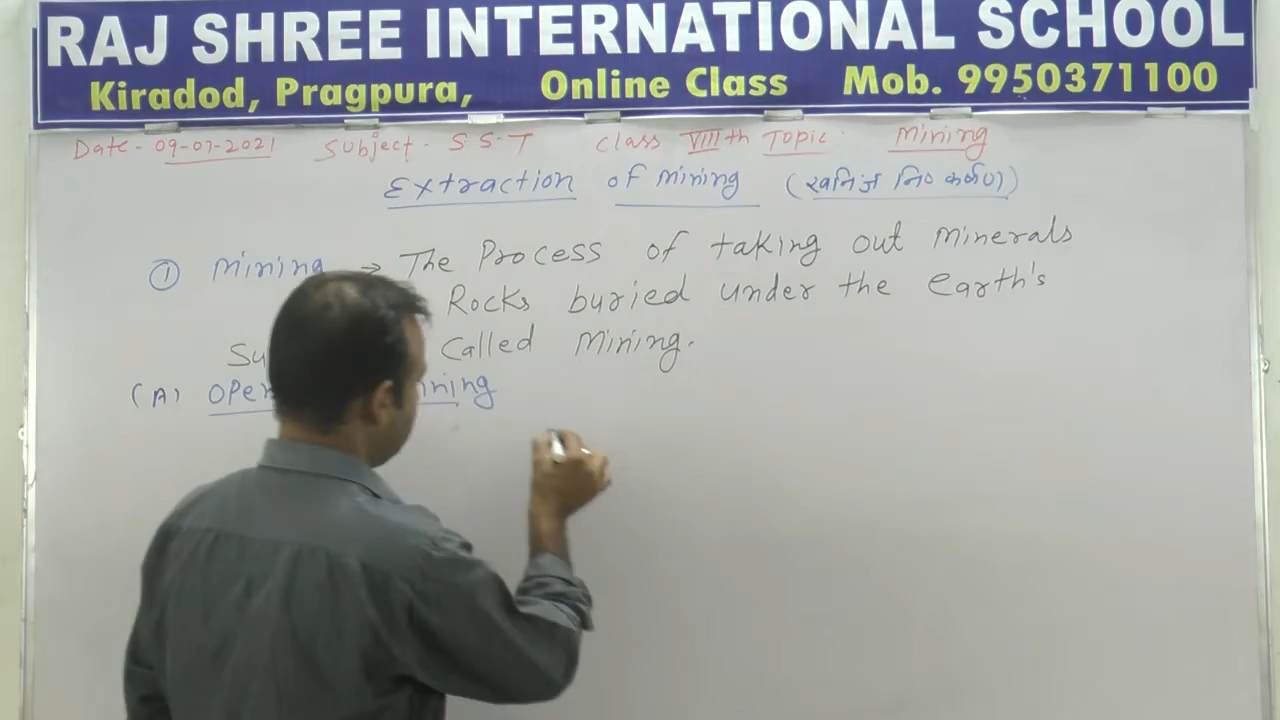 RAJ SHREE INTERNATIONAL SCHOOL
Kiradod, Pragpura, Online Class Mob. 9950371100
Date - 09-07-2021 Subject - S.S.T Class VIIIth Topic - Mining
Extraction of Mining (खनिज निo कर्षण)
① Mining → The Process of taking out Minerals
Rocks buried under the Earth's
Called Mining.
(A) Open